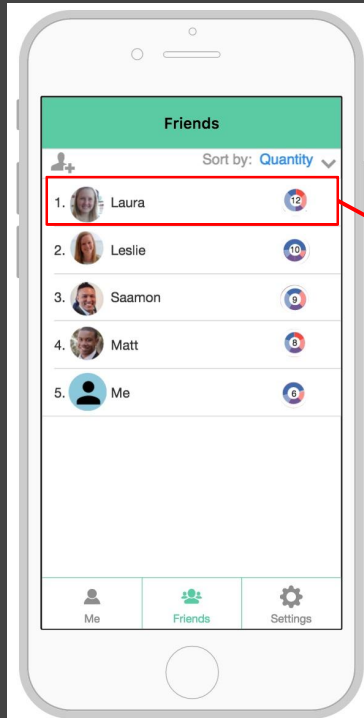 Friends
Sort by: Quantity
1. Laura 12
2. Leslie 10
3. Saamon 9
4. Matt 8
5. Me 6
Me Friends Settings